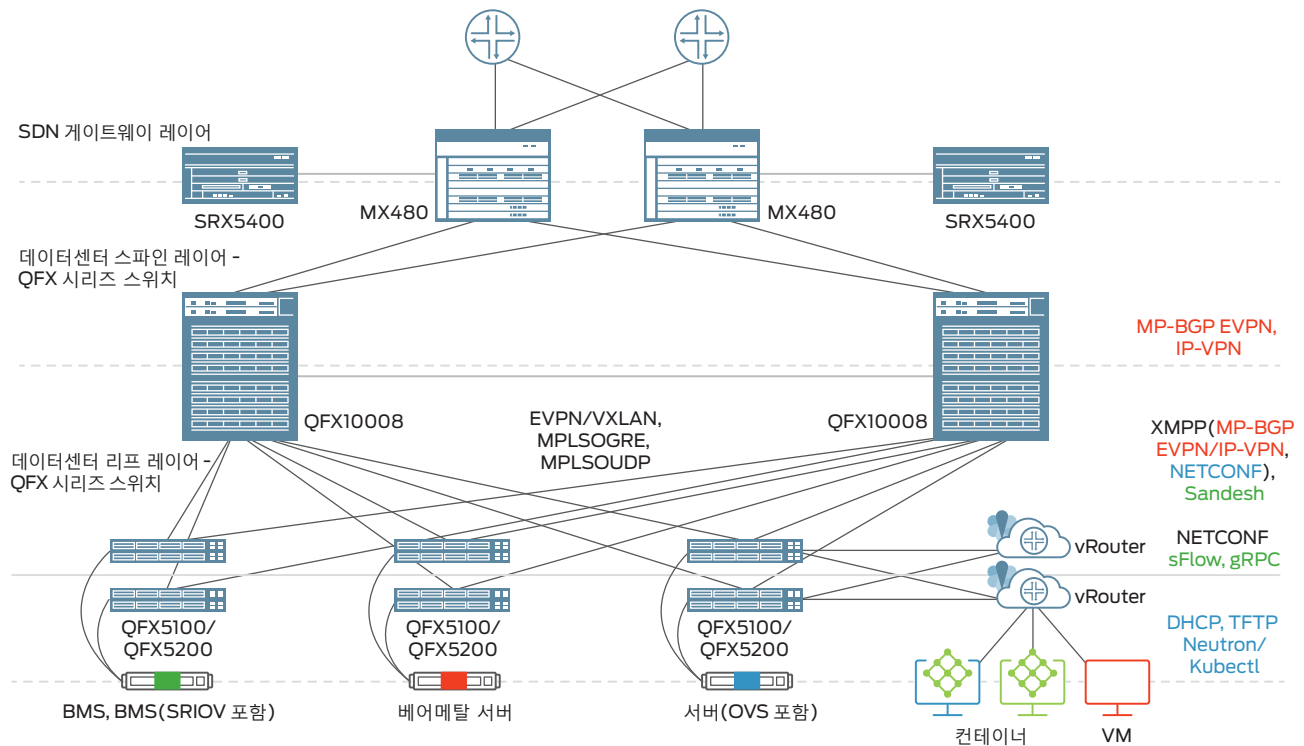 SDN 게이트웨이 레이어
SRX5400
MX480
MX480
SRX5400
데이터센터 스파인 레이어 -
QFX 시리즈 스위치
MP-BGP EVPN,
IP-VPN
QFX10008
EVPN/VXLAN,
MPLSOGRE,
MPLSOUDP
QFX10008
XMPP(MP-BGP
EVPN/IP-VPN,
NETCONF),
Sandesh
데이터센터 리프 레이어 -
QFX 시리즈 스위치
vRouter
NETCONF
sFlow, gRPC
vRouter
QFX5100/
QFX5200
QFX5100/
QFX5200
QFX5100/
QFX5200
DHCP, TFTP
Neutron/
Kubectl
BMS, BMS(SRIOV 포함)
베어메탈 서버
서버(OVS 포함)
컨테이너
VM